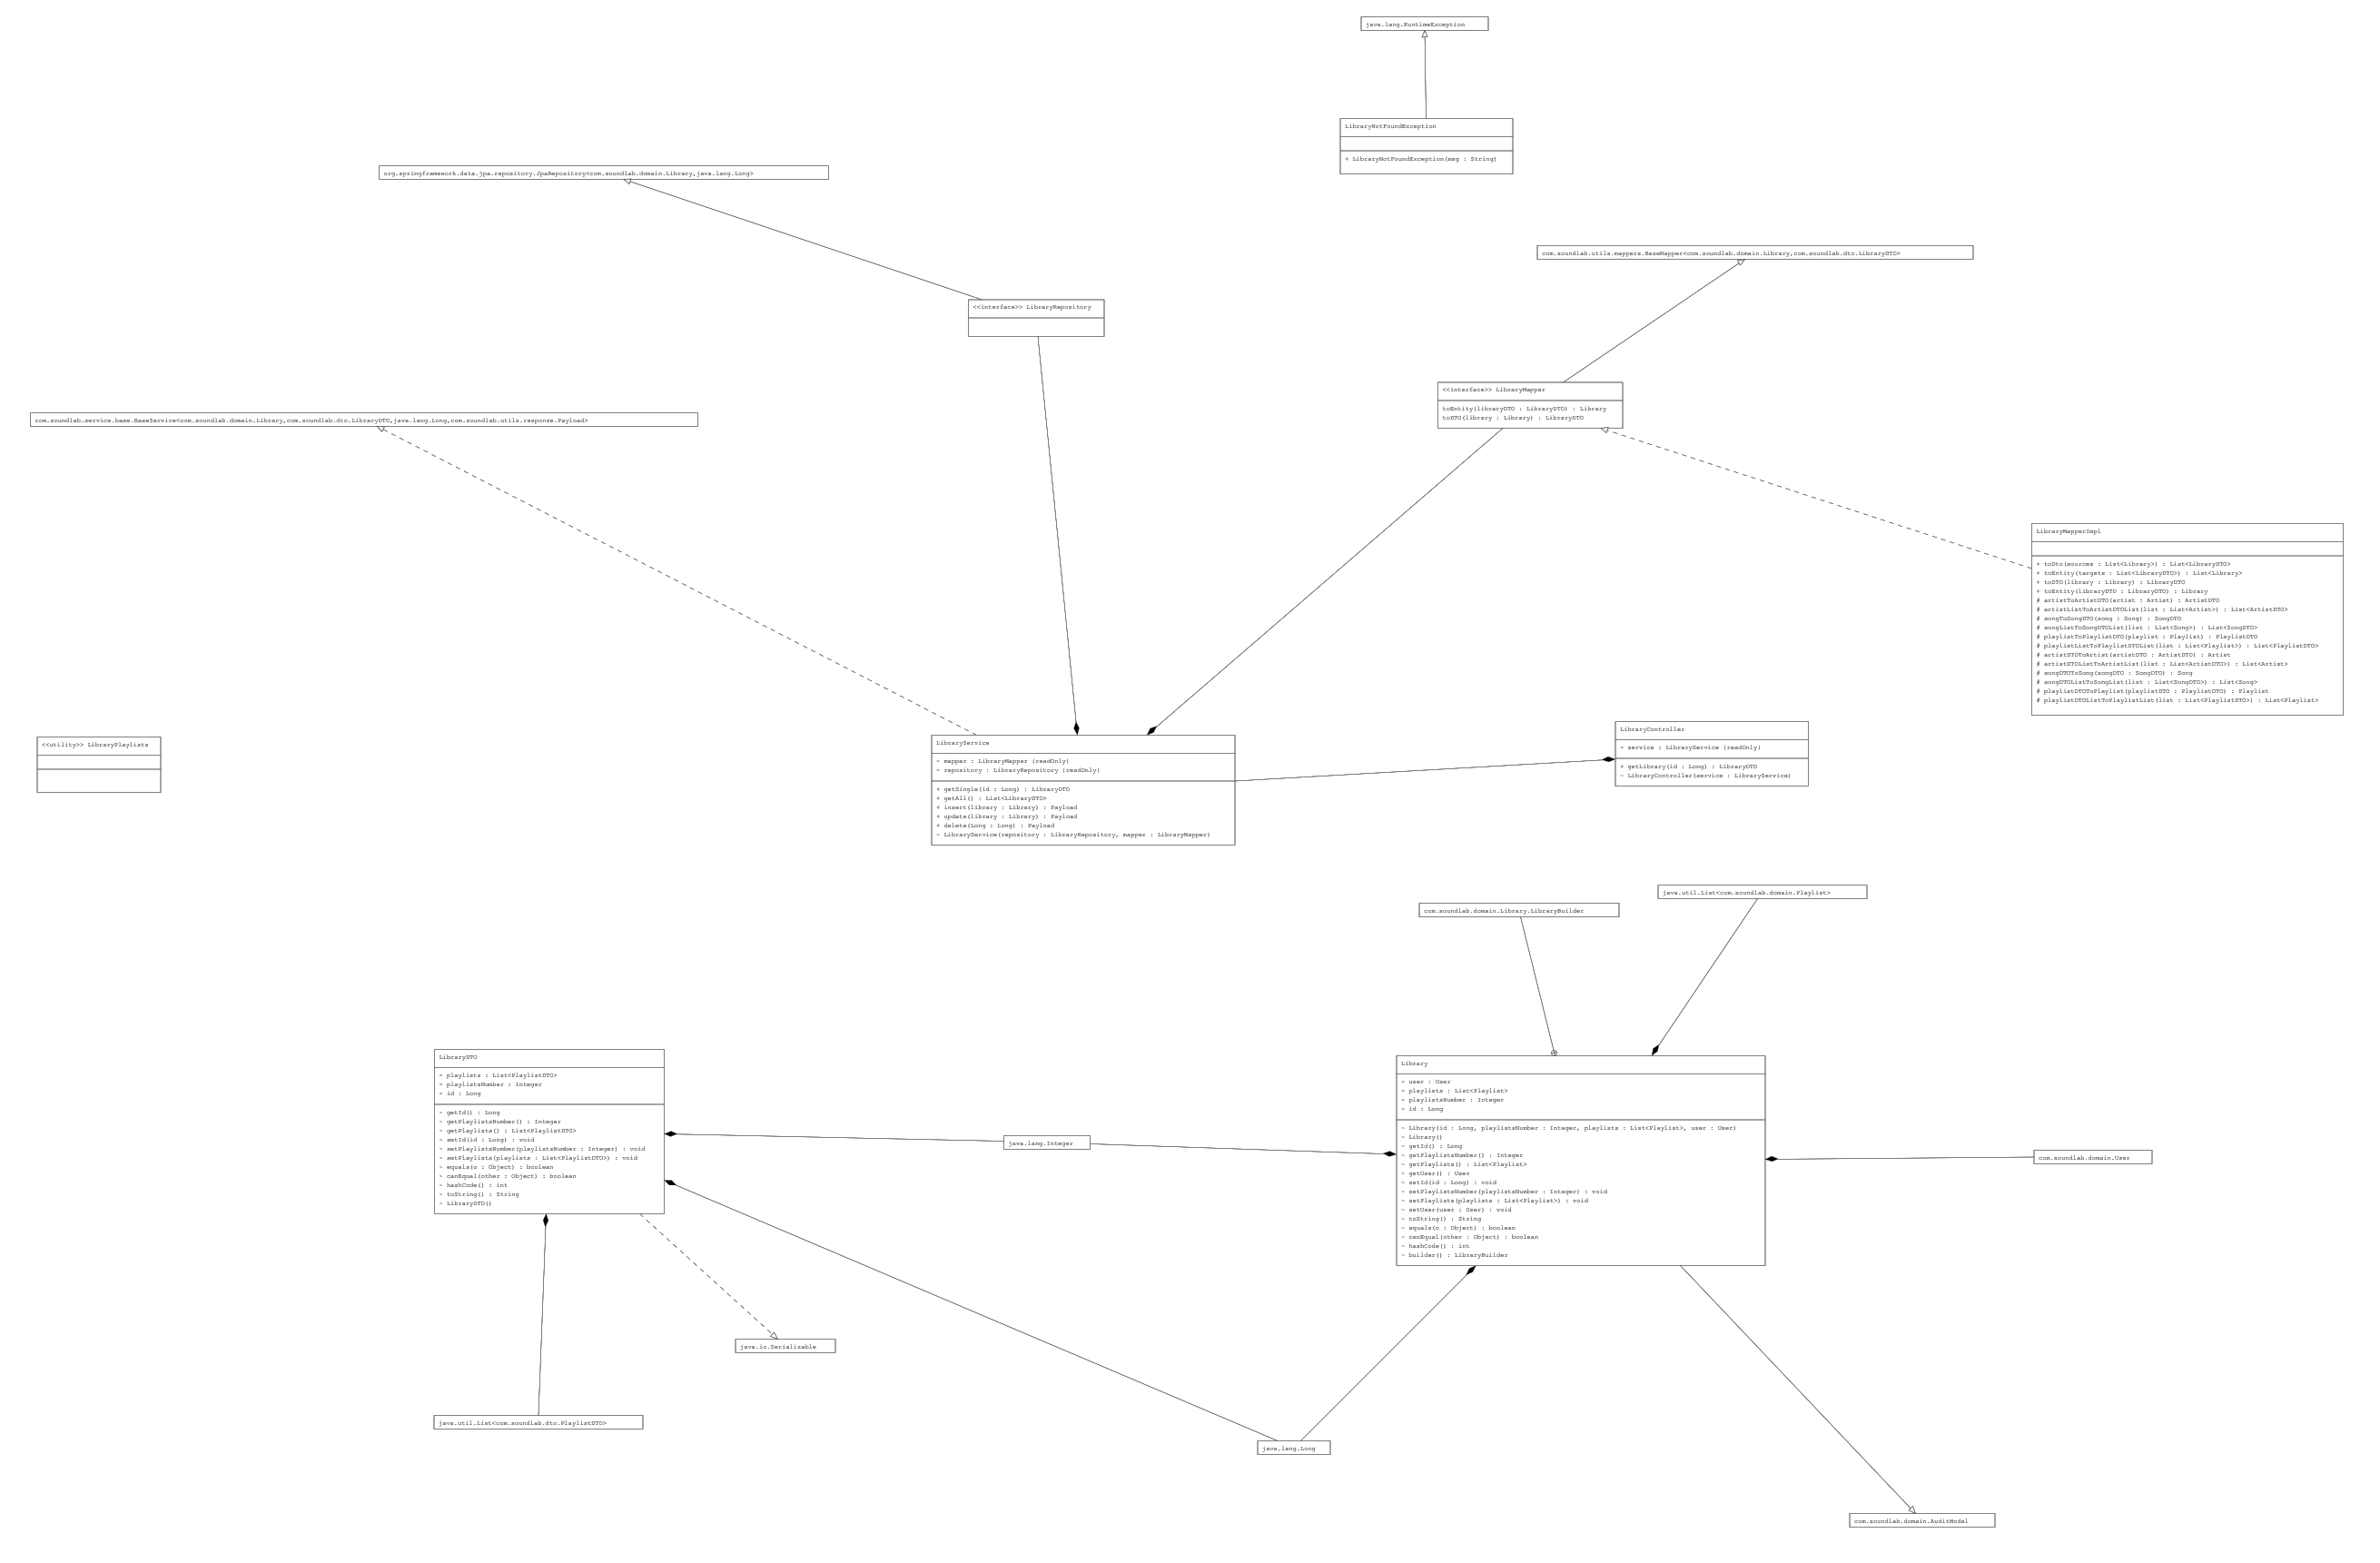 java.lang.RuntimeException
LibraryNotFoundException
+ LibraryNotFoundException(msg : String)
org.springframework.data.jpa.repository.JpaRepository<com.soundlab.domain.Library,java.lang.Long>
com.soundlab.utils.mappers.BaseMapper<com.soundlab.domain.Library,com.soundlab.dto.LibraryDTO>
<<interface>> LibraryRepository
<<interface>> LibraryMapper
toEntity(libraryDTO : LibraryDTO) : Library
toDTO(library : Library) : LibraryDTO
com.soundlab.service.base.BaseService<com.soundlab.domain.Library,com.soundlab.dto.LibraryDTO,java.lang.Long,com.soundlab.utils.response.Payload>
LibraryMapperImpl
+ toDto(sources : List<Library>) : List<LibraryDTO>
+ toEntity(targets : List<LibraryDTO>) : List<Library>
+ toDTO(library : Library) : LibraryDTO
+ toEntity(libraryDTO : LibraryDTO) : Library
# artistToArtistDTO(artist : Artist) : ArtistDTO
# artistListToArtistDTOList(list : List<Artist>) : List<ArtistDTO>
# songToSongDTO(song : Song) : SongDTO
# songListToSongDTOList(list : List<Song>) : List<SongDTO>
# playlistToPlaylistDTO(playlist : Playlist) : PlaylistDTO
# playlistListToPlaylistDTOList(list : List<Playlist>) : List<PlaylistDTO>
# artistDTOToArtist(artistDTO : ArtistDTO) : Artist
# artistDTOListToArtistList(list : List<ArtistDTO>) : List<Artist>
# songDTOToSong(songDTO : SongDTO) : Song
# songDTOListToSongList(list : List<SongDTO>) : List<Song>
# playlistDTOToPlaylist(playlistDTO : PlaylistDTO) : Playlist
# playlistDTOListToPlaylistList(list : List<PlaylistDTO>) : List<Playlist>
<<utility>> LibraryPlaylists
LibraryService
~ mapper : LibraryMapper {readOnly}
~ repository : LibraryRepository {readOnly}
+ getSingle(id : Long) : LibraryDTO
+ getAll() : List<LibraryDTO>
+ insert(library : Library) : Payload
+ update(library : Library) : Payload
+ delete(Long : Long) : Payload
~ LibraryService(repository : LibraryRepository, mapper : LibraryMapper)
LibraryController
~ service : LibraryService {readOnly}
+ getLibrary(id : Long) : LibraryDTO
~ LibraryController(service : LibraryService)
java.util.List<com.soundlab.domain.Playlist>
com.soundlab.domain.Library.LibraryBuilder
LibraryDTO
~ playlists : List<PlaylistDTO>
~ playlistsNumber : Integer
~ id : Long
~ getId() : Long
~ getPlaylistsNumber() : Integer
~ getPlaylists() : List<PlaylistDTO>
~ setId(id : Long) : void
~ setPlaylistsNumber(playlistsNumber : Integer) : void
~ setPlaylists(playlists : List<PlaylistDTO>) : void
~ equals(o : Object) : boolean
~ canEqual(other : Object) : boolean
~ hashCode() : int
~ toString() : String
~ LibraryDTO()
Library
~ user : User
~ playlists : List<Playlist>
~ playlistsNumber : Integer
~ id : Long
~ Library(id : Long, playlistsNumber : Integer, playlists : List<Playlist>, user : User)
~ Library()
~ getId() : Long
~ getPlaylistsNumber() : Integer
~ getPlaylists() : List<Playlist>
~ getUser() : User
~ setId(id : Long) : void
~ setPlaylistsNumber(playlistsNumber : Integer) : void
~ setPlaylists(playlists : List<Playlist>) : void
~ setUser(user : User) : void
~ toString() : String
~ equals(o : Object) : boolean
~ canEqual(other : Object) : boolean
~ hashCode() : int
~ builder() : LibraryBuilder
java.lang.Integer
com.soundlab.domain.User
java.io.Serializable
java.util.List<com.soundlab.dto.PlaylistDTO>
java.lang.Long
com.soundlab.domain.AuditModel